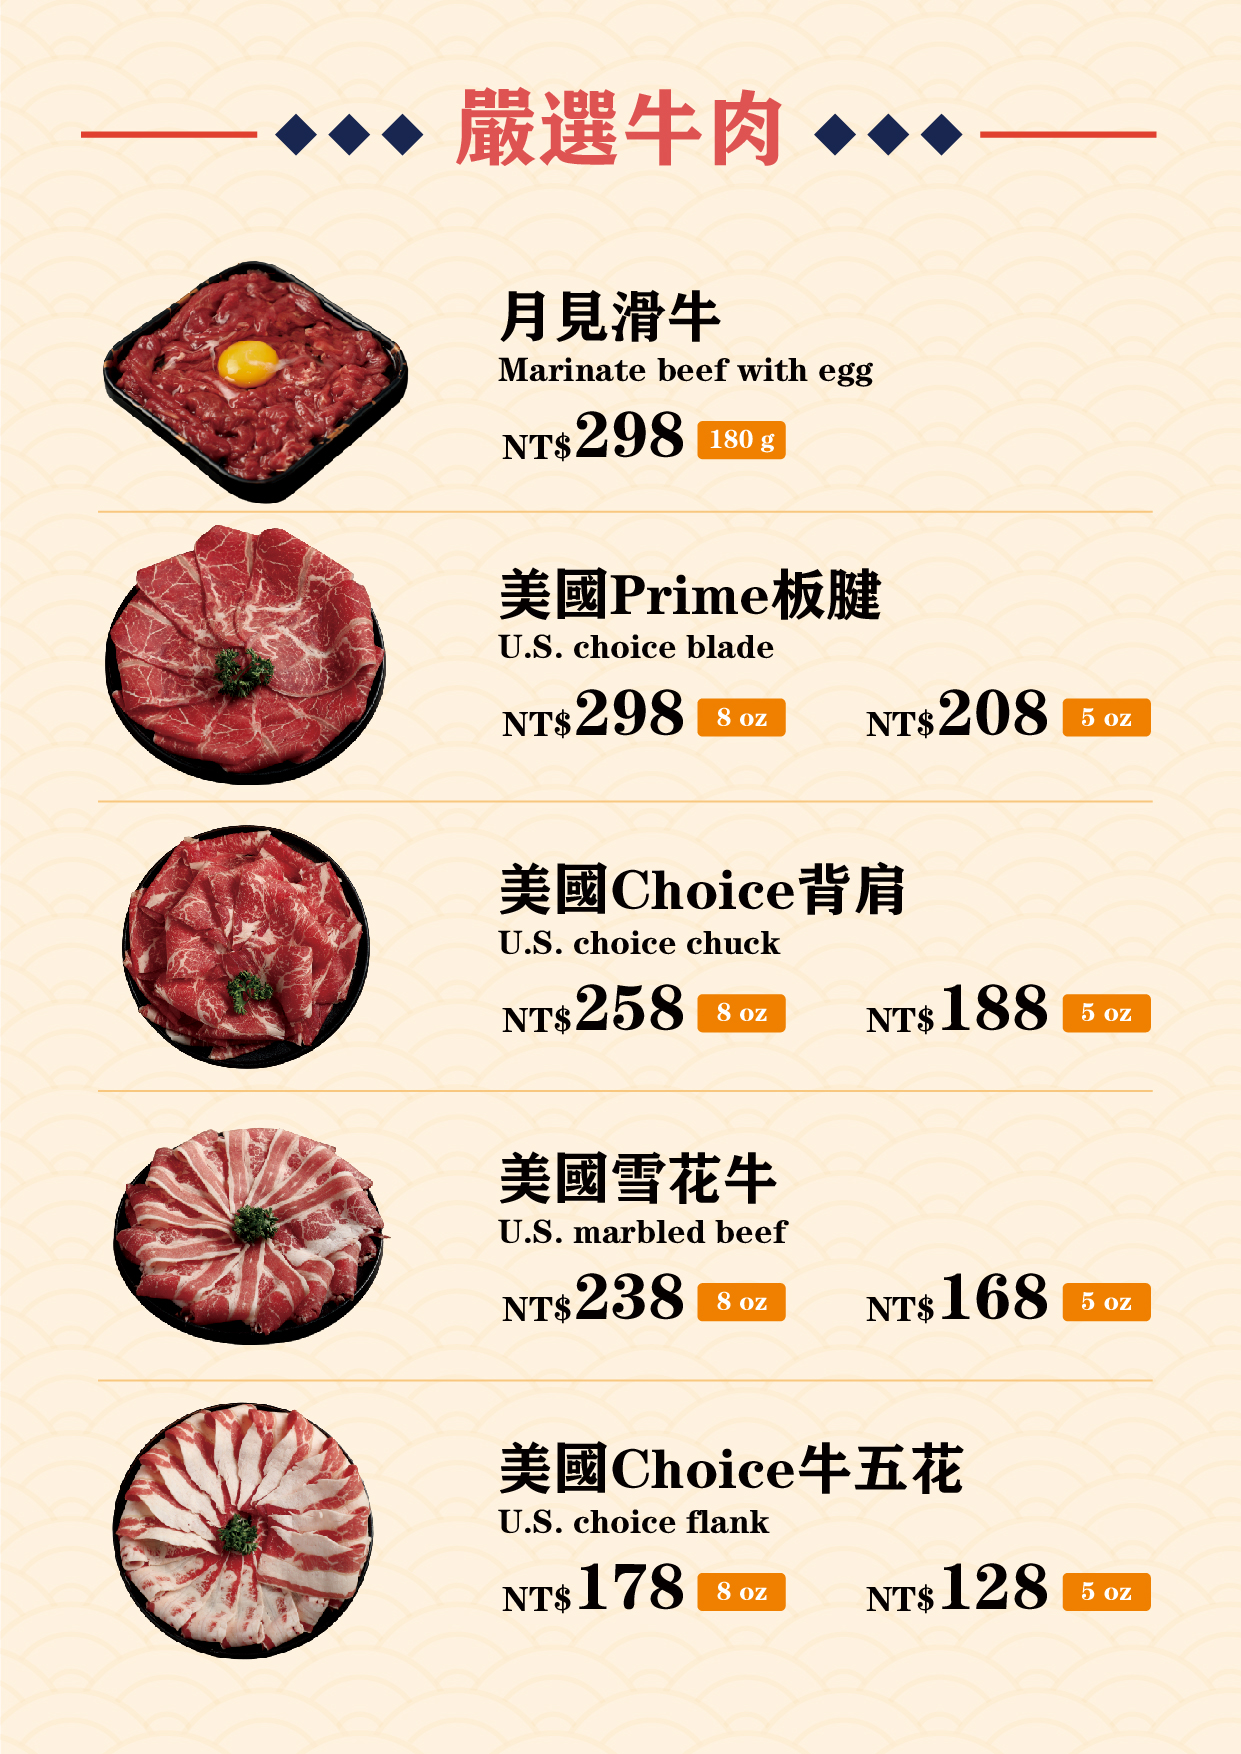 嚴選牛肉
月見滑牛
Marinate beef with egg
NT$298 180 g
美國Prime板腱
U.S. choice blade
NT$298 8 oz NT$208 5 oz
美國Choice背肩
U.S. choice chuck
NT$258 8 oz NT$188 5 oz
美國雪花牛
U.S. marbled beef
NT$238 8 oz NT$168 5 oz
美國Choice牛五花
U.S. choice flank
NT$178 8 oz NT$128 5 oz